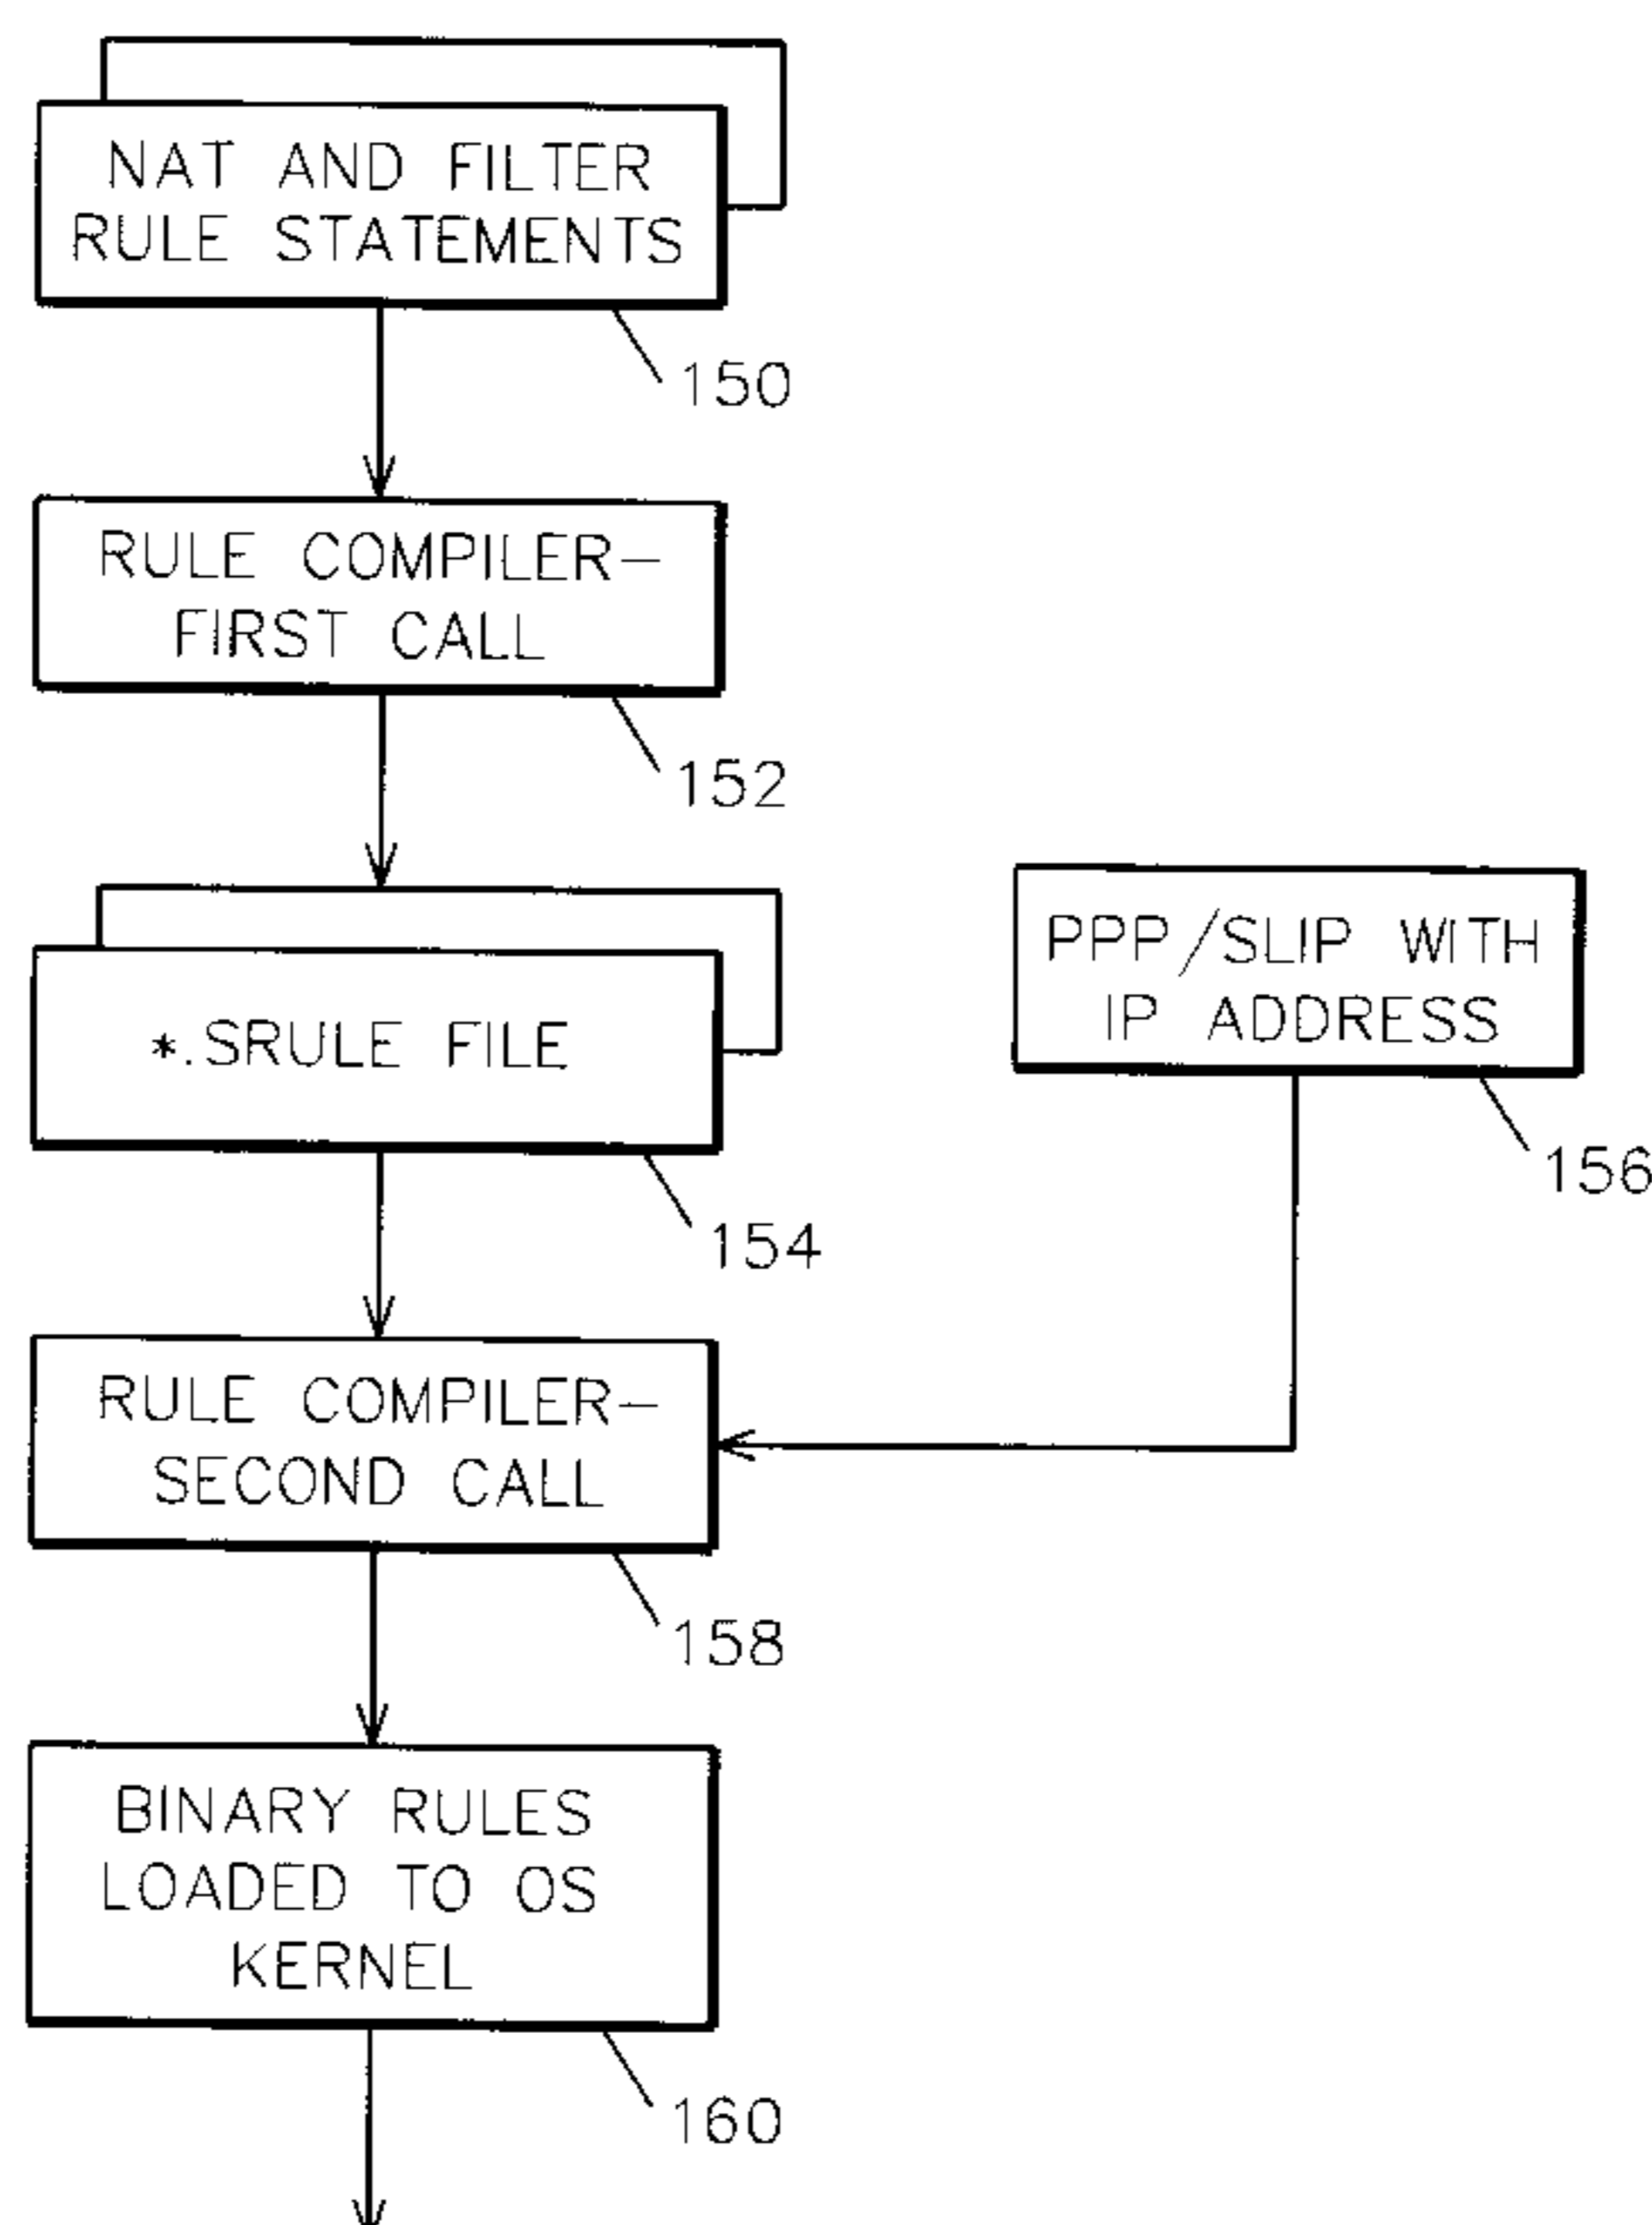 NAT AND FILTER
RULE STATEMENTS
150
RULE COMPILER-
FIRST CALL
152
*.SRULE FILE
154
PPP/SLIP WITH
IP ADDRESS
156
RULE COMPILER-
SECOND CALL
158
BINARY RULES
LOADED TO OS
KERNEL
160